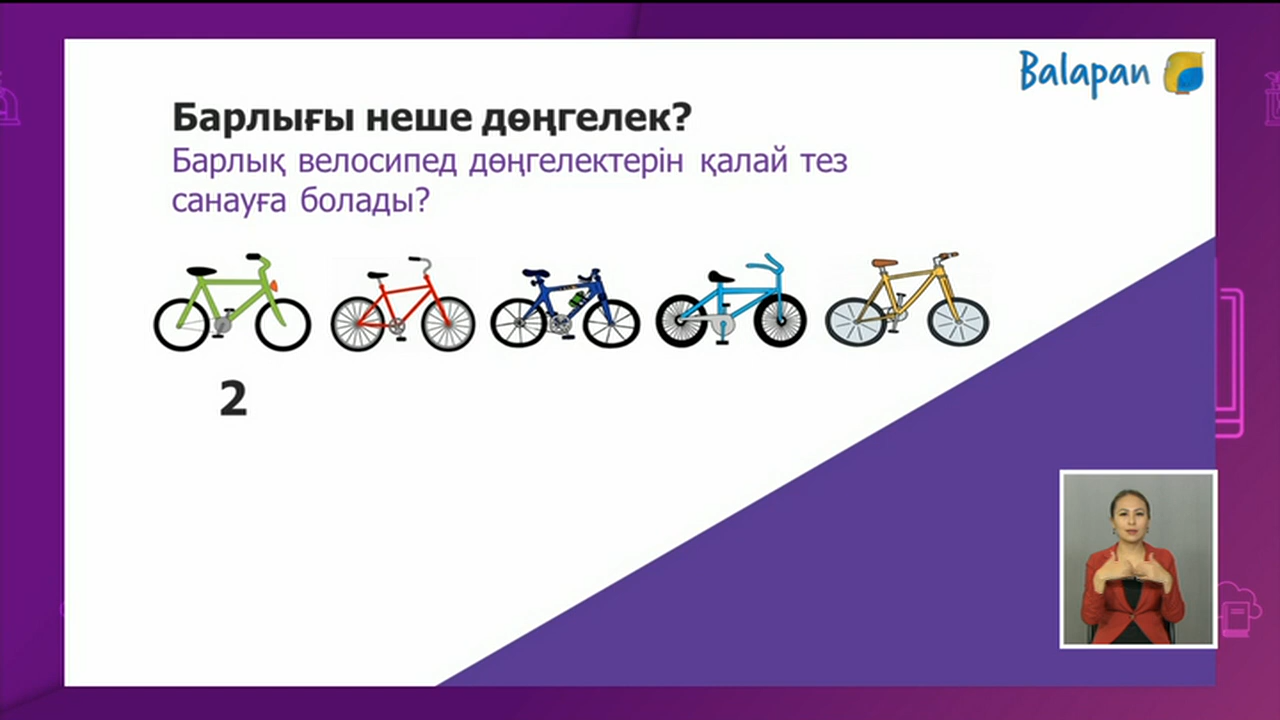 Balapan
Барлығы неше дөңгелек?
Барлық велосипед дөңгелектерін қалай тез
санауға болады?
2